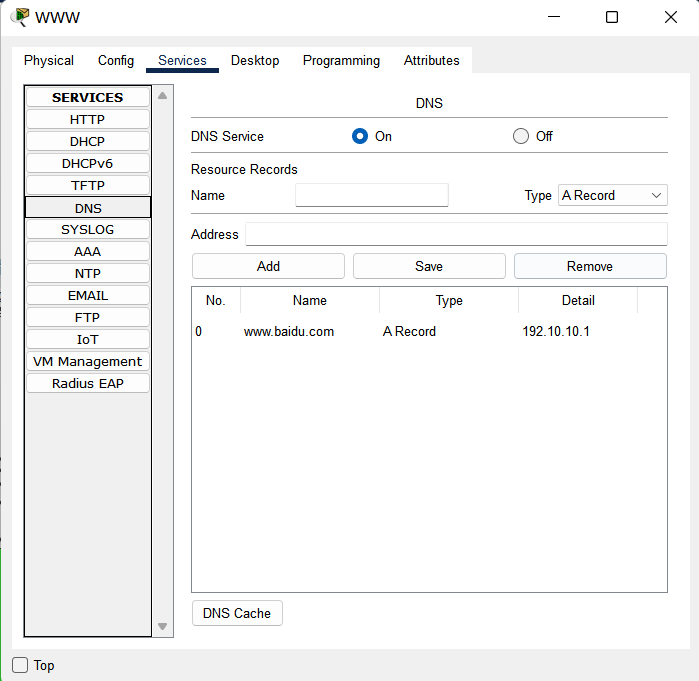 WWW
Physical Config Services Desktop Programming Attributes
SERVICES
HTTP
DHCP
DHCPv6
TFTP
DNS
SYSLOG
AAA
NTP
EMAIL
FTP
IoT
VM Management
Radius EAP
DNS
DNS Service On Off
Resource Records
Name Type A Record
Address
Add Save Remove
No. Name Type Detail
0 www.baidu.com A Record 192.10.10.1
DNS Cache
Top